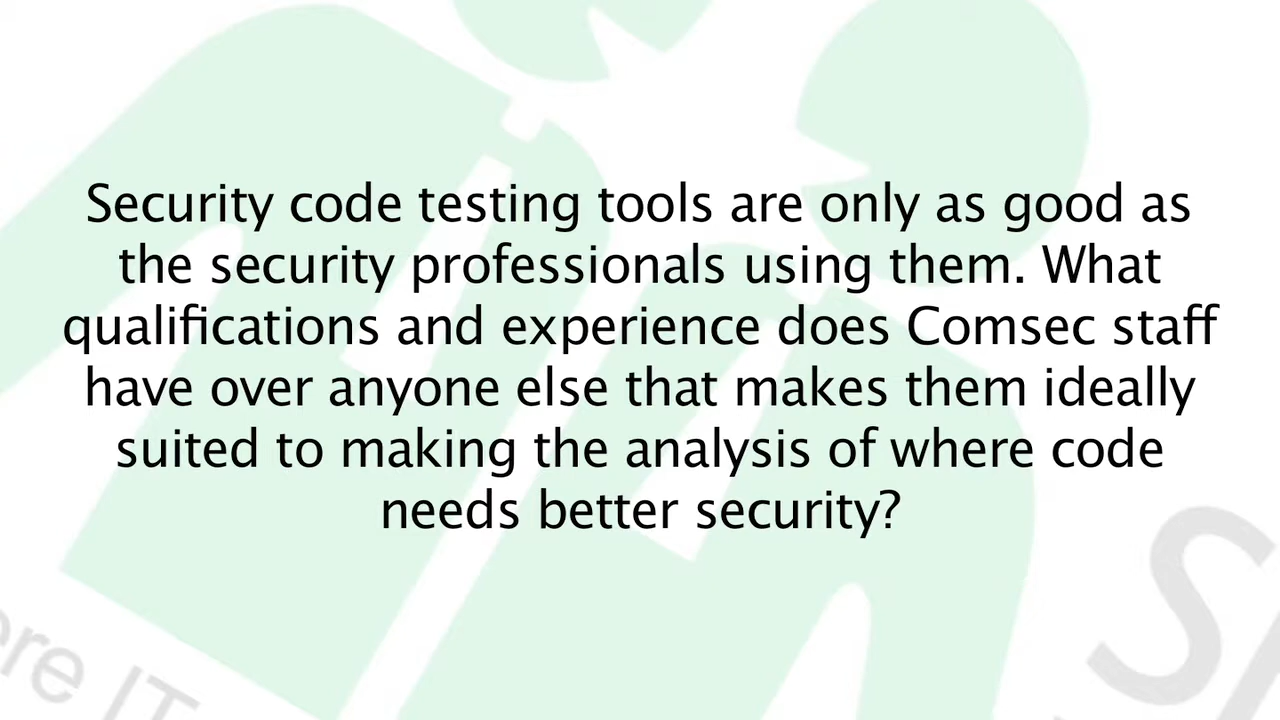 Security code testing tools are only as good as
the security professionals using them. What
qualifications and experience does Comsec staff
have over anyone else that makes them ideally
suited to making the analysis of where code
needs better security?
ere IT